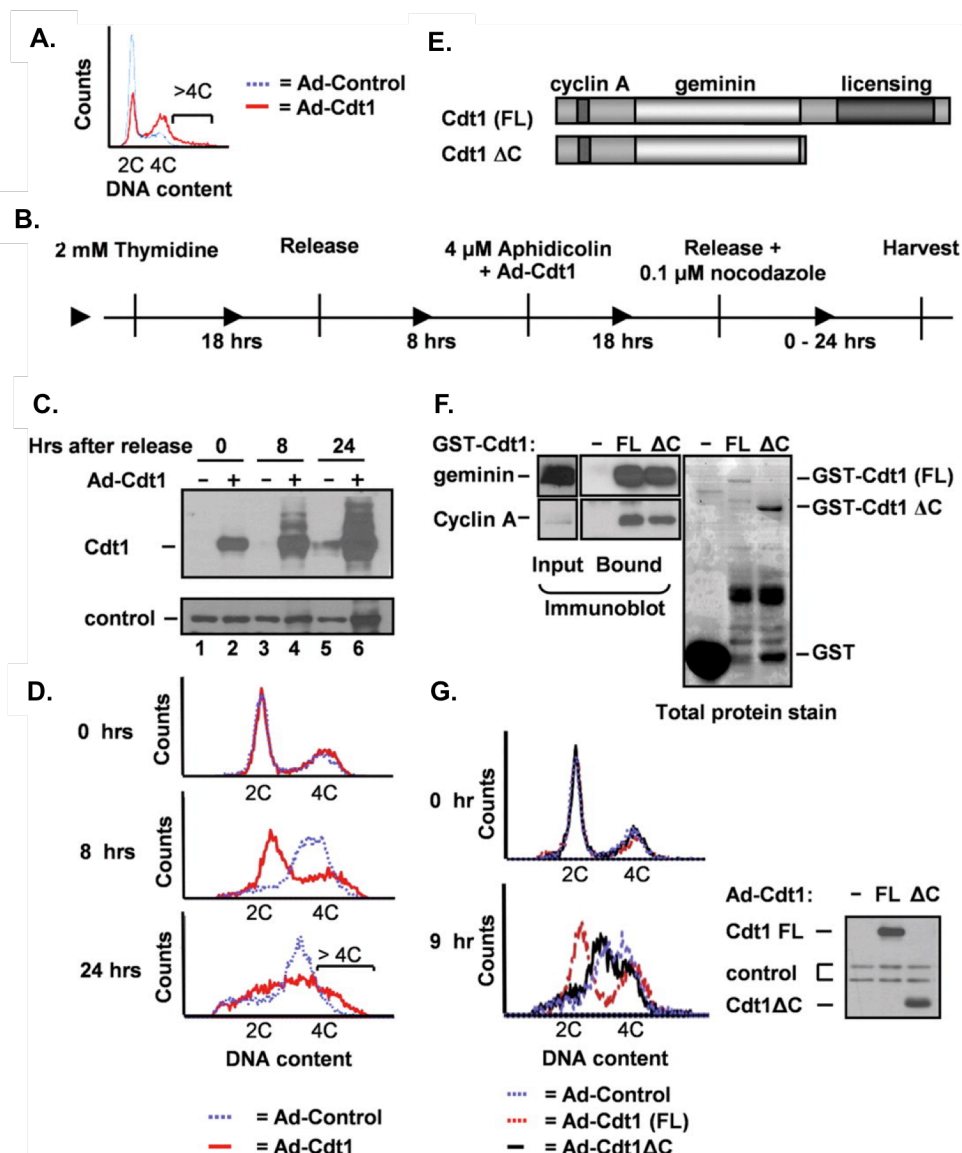 A.
Counts
>4C
2C 4C
DNA content
= Ad-Control
= Ad-Cdt1
B.
2 mM Thymidine
Release
4 µM Aphidicolin
+ Ad-Cdt1
Release +
0.1 µM nocodazole
Harvest
18 hrs
8 hrs
18 hrs
0 - 24 hrs
C.
Hrs after release 0 8 24
Ad-Cdt1 - + - + - +
Cdt1
control
1 2 3 4 5 6
D.
0 hrs
Counts
2C 4C
8 hrs
Counts
2C 4C
24 hrs
Counts
> 4C
2C 4C
DNA content
= Ad-Control
= Ad-Cdt1
E.
cyclin A geminin licensing
Cdt1 (FL)
Cdt1 ΔC
F.
GST-Cdt1: - FL ΔC - FL ΔC
geminin
Cyclin A
Input Bound
Immunoblot
GST-Cdt1 (FL)
GST-Cdt1 ΔC
GST
Total protein stain
G.
0 hr
Counts
2C 4C
9 hr
Counts
2C 4C
DNA content
= Ad-Control
= Ad-Cdt1 (FL)
= Ad-Cdt1ΔC
Ad-Cdt1: - FL ΔC
Cdt1 FL
control
Cdt1ΔC